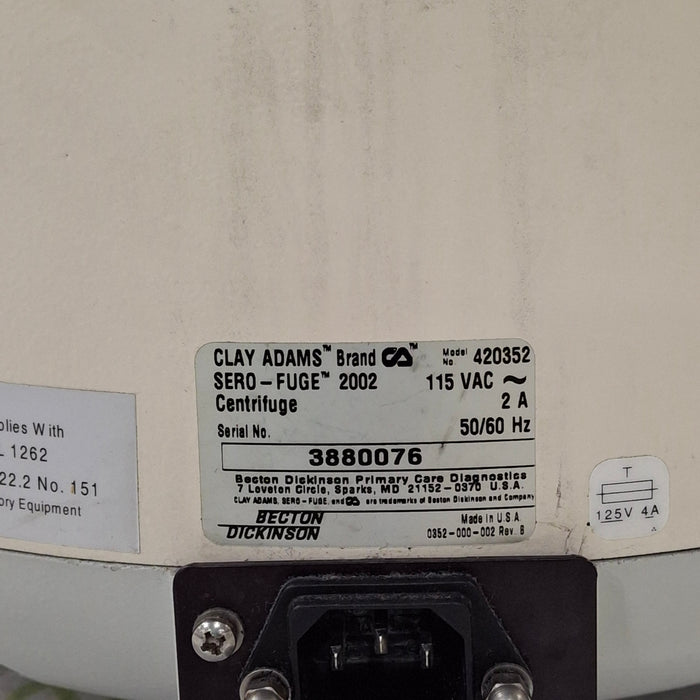 CLAY ADAMS™ Brand CA™ Model No. 420352
SERO-FUGE™ 2002 115 VAC ~
Centrifuge 2 A
Serial No. 50/60 Hz
3880076
Becton Dickinson Primary Care Diagnostics
7 Loveton Circle, Sparks, MD 21152-0370 U.S.A.
CLAY ADAMS, SERO-FUGE, and CA are trademarks of Becton Dickinson and Company
BECTON Made in U.S.A.
DICKINSON 0352-000-002 Rev. B
plies With
L 1262
22.2 No. 151
ory Equipment
T
125V 4A